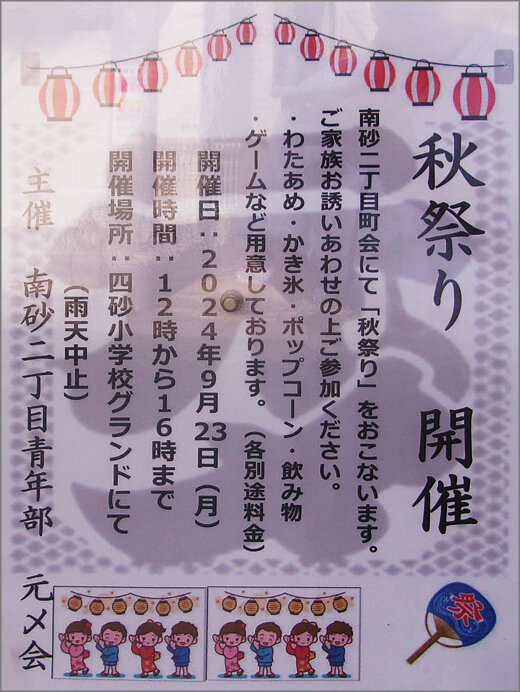 秋祭り 開催
南砂二丁目町会にて「秋祭り」をおこないます。
ご家族お誘いあわせの上ご参加ください。
・わたあめ・かき氷・ポップコーン・飲み物
・ゲームなど用意しております。（各別途料金）
開催日：２０２４年９月２３日（月）
開催時間：１２時から１６時まで
開催場所：四砂小学校グランドにて
（雨天中止）
主催 南砂二丁目青年部 元〆会
祭